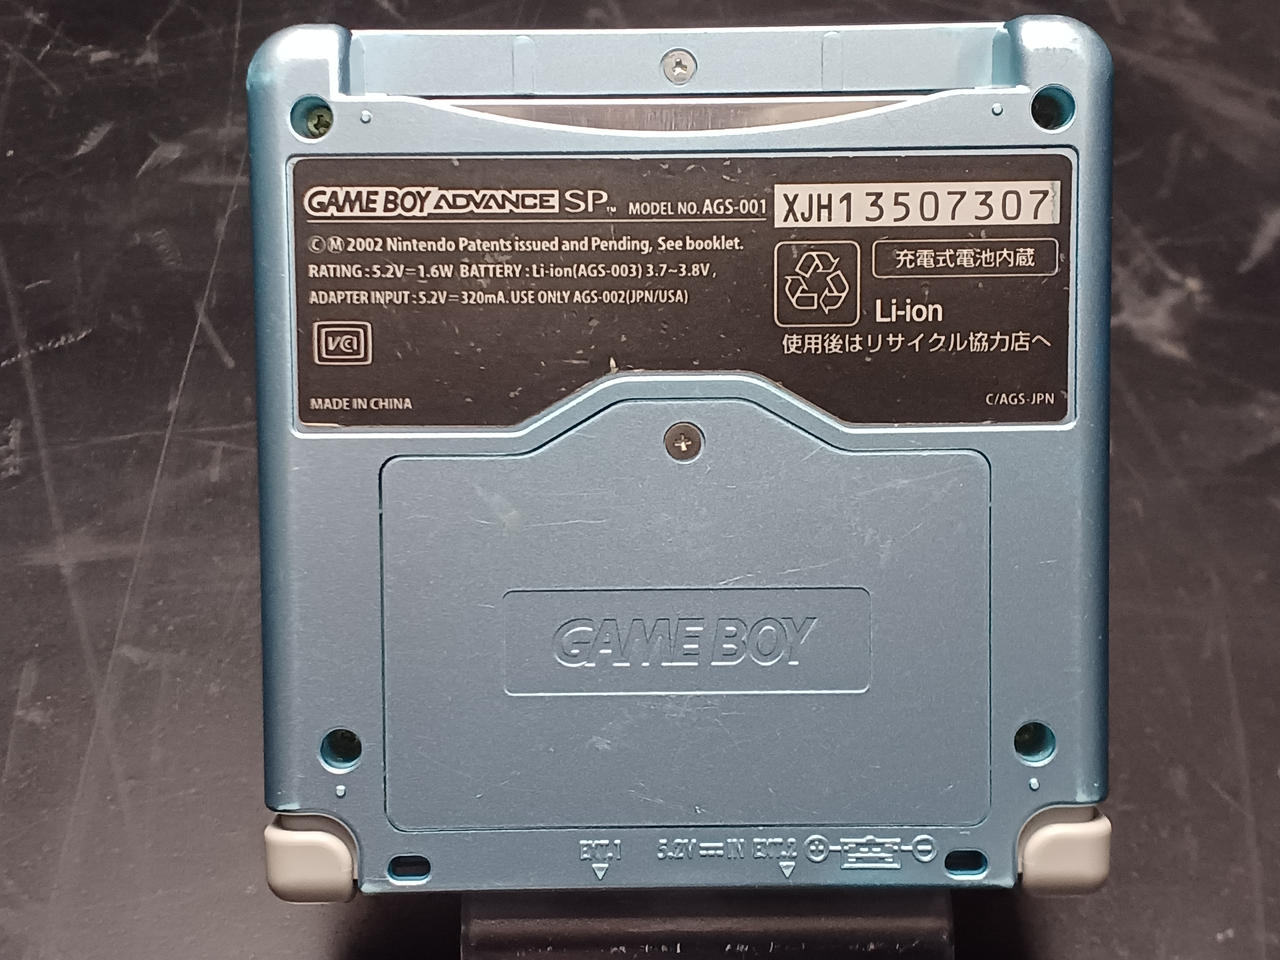 GAME BOY ADVANCE SP™ MODEL NO. AGS-001 XJH13507307
Ⓒ Ⓜ 2002 Nintendo Patents issued and Pending, See booklet.
RATING : 5.2V⎓1.6W BATTERY : Li-ion(AGS-003) 3.7~3.8V,
ADAPTER INPUT : 5.2V⎓320mA. USE ONLY AGS-002(JPN/USA)
VCI
MADE IN CHINA
充電式電池内蔵
Li-ion
使用後はリサイクル協力店へ
C/AGS-JPN
GAME BOY
EXT.1 5.2V⎓IN EXT.2